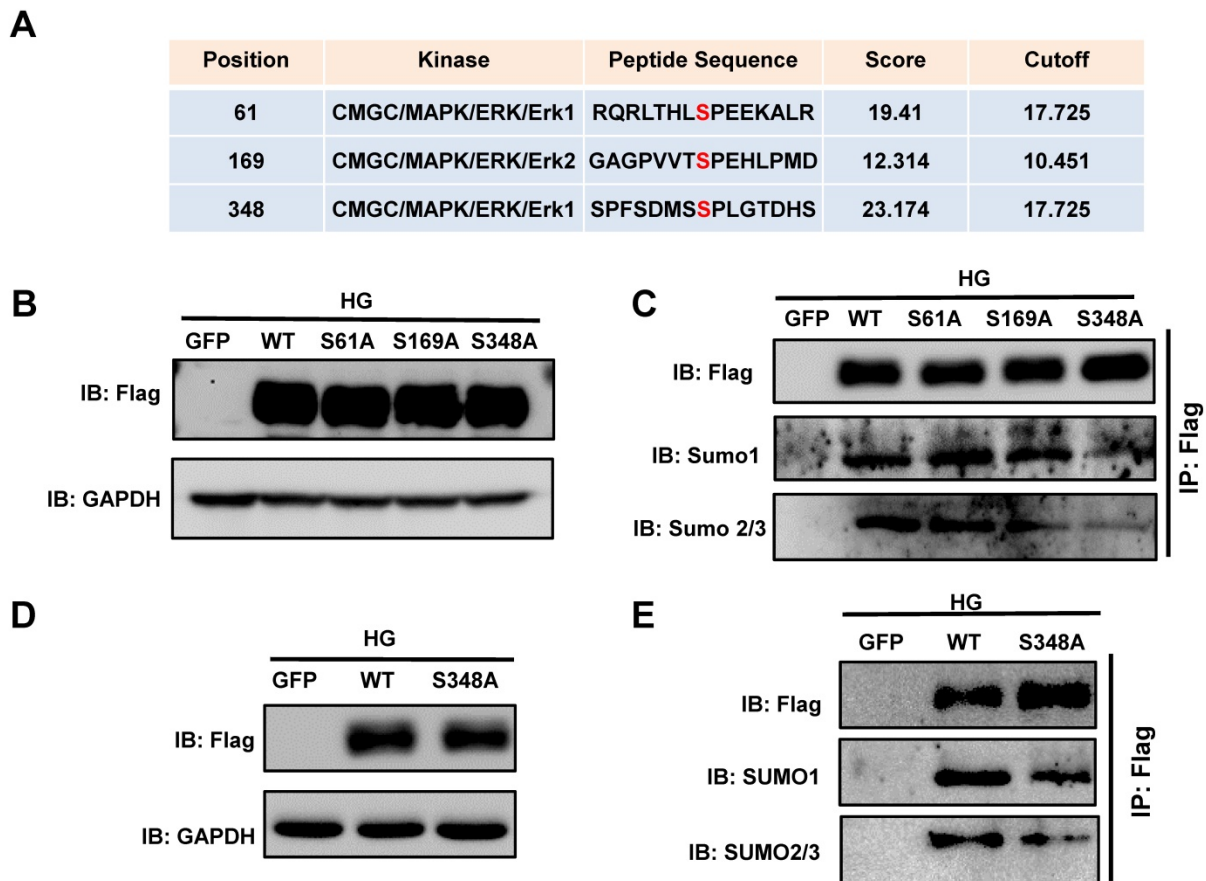 A
Position Kinase Peptide Sequence Score Cutoff
61 CMGC/MAPK/ERK/Erk1 RQRLTHLSPEEKALR 19.41 17.725
169 CMGC/MAPK/ERK/Erk2 GAGPVVTSPEHLPMD 12.314 10.451
348 CMGC/MAPK/ERK/Erk1 SPFSDMSSPLGTDHS 23.174 17.725
B
HG
GFP WT S61A S169A S348A
IB: Flag
IB: GAPDH
C
HG
GFP WT S61A S169A S348A
IB: Flag
IB: Sumo1
IB: Sumo 2/3
IP: Flag
D
HG
GFP WT S348A
IB: Flag
IB: GAPDH
E
HG
GFP WT S348A
IB: Flag
IB: SUMO1
IB: SUMO2/3
IP: Flag